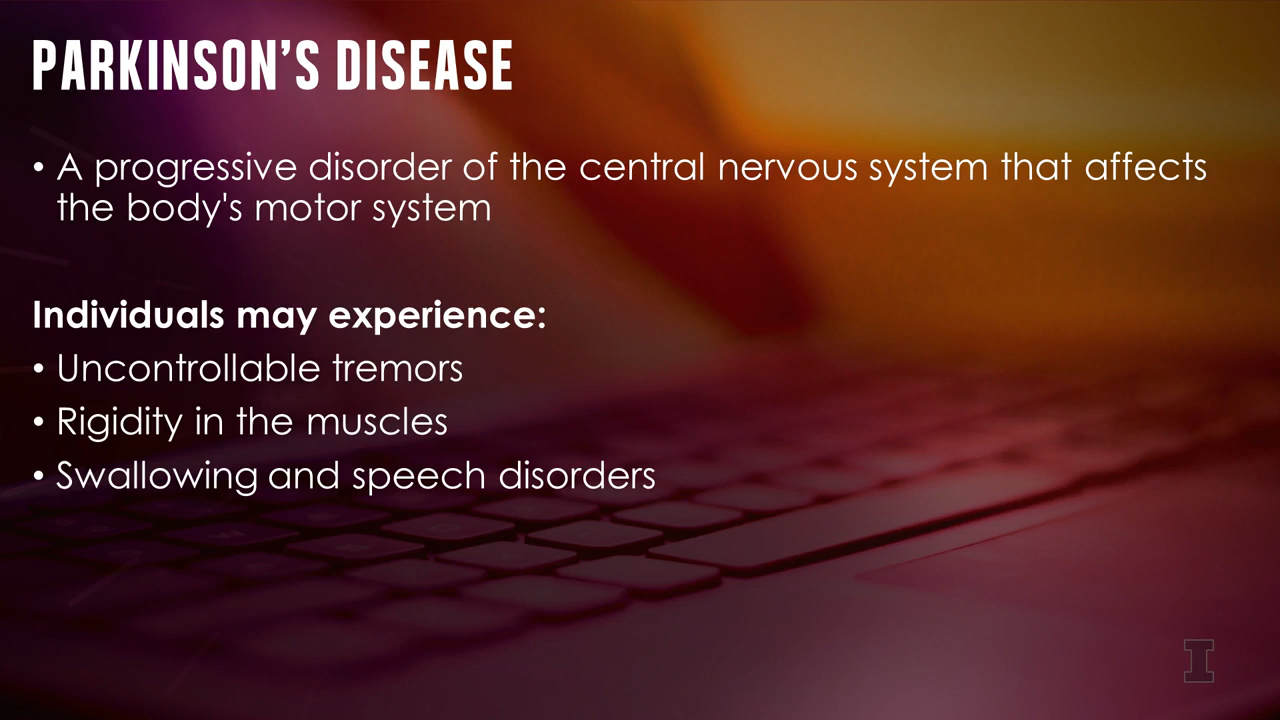 PARKINSON’S DISEASE
• A progressive disorder of the central nervous system that affects
the body's motor system
Individuals may experience:
• Uncontrollable tremors
• Rigidity in the muscles
• Swallowing and speech disorders
I